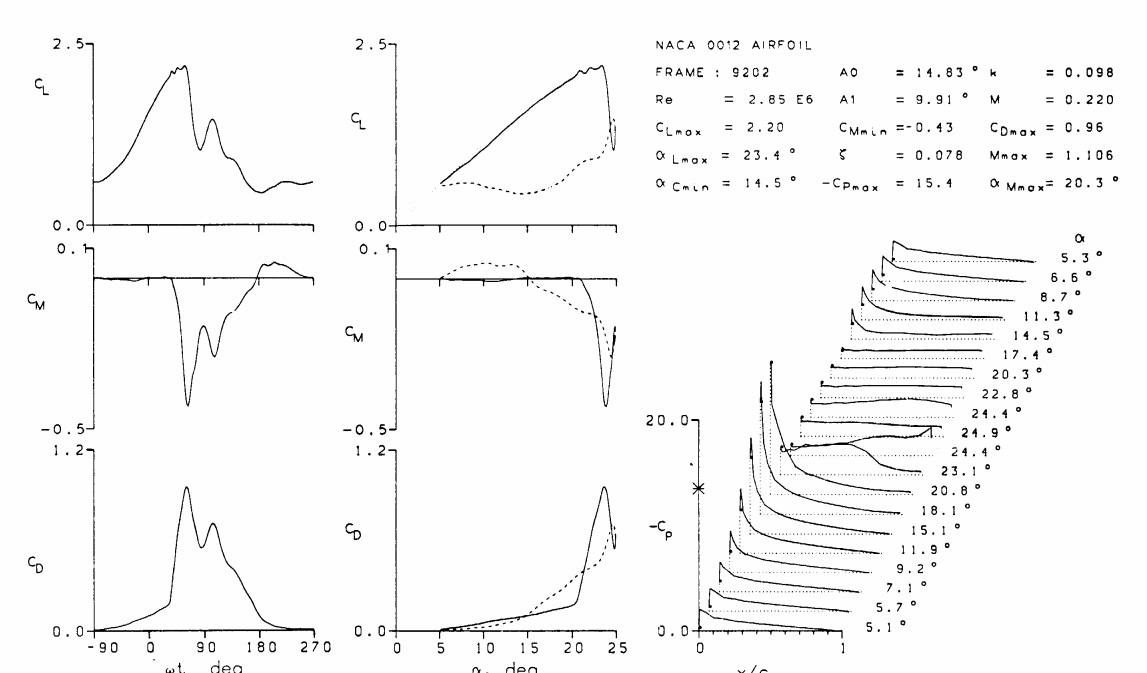 NACA 0012 AIRFOIL
FRAME : 9202 A0 = 14.83 ° k = 0.098
Re = 2.85 E6 A1 = 9.91 ° M = 0.220
CLmax = 2.20 CMmin =-0.43 CDmax = 0.96
αLmax = 23.4 ° ζ = 0.078 Mmax = 1.106
αCmin = 14.5 ° -CPmax = 15.4 αMmax= 20.3 °
2.5
CL
0.0
0.1
CM
-0.5
1.2
CD
0.0
-90 0 90 180 270
ωt, deg
2.5
CL
0.0
0.1
CM
-0.5
1.2
CD
0.0
0 5 10 15 20 25
α, deg
α
5.3 °
6.6 °
8.7 °
11.3 °
14.5 °
17.4 °
20.3 °
22.8 °
24.4 °
24.9 °
24.4 °
23.1 °
20.8 °
18.1 °
15.1 °
11.9 °
9.2 °
7.1 °
5.7 °
5.1 °
20.0
-Cp
0.0
0 1
x/c